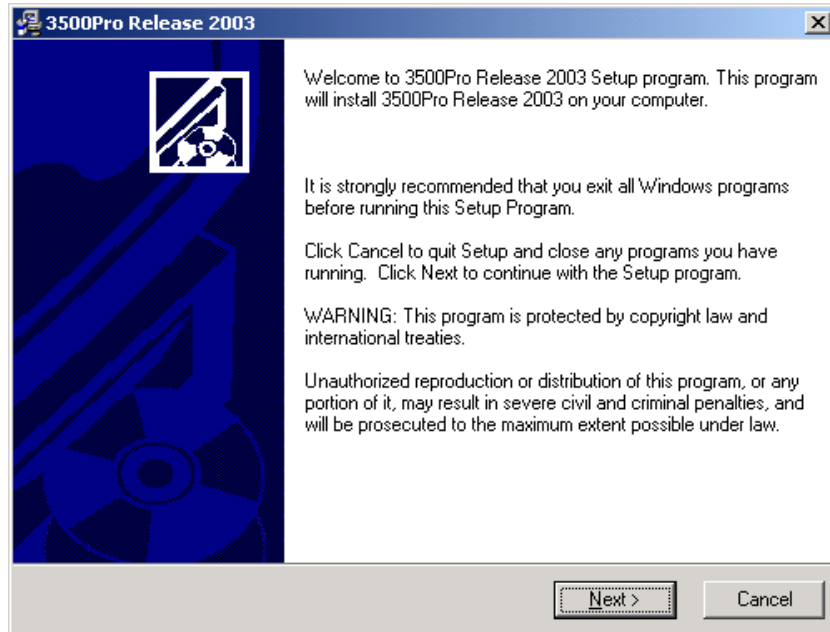 3500Pro Release 2003
Welcome to 3500Pro Release 2003 Setup program. This program
will install 3500Pro Release 2003 on your computer.
It is strongly recommended that you exit all Windows programs
before running this Setup Program.
Click Cancel to quit Setup and close any programs you have
running.  Click Next to continue with the Setup program.
WARNING: This program is protected by copyright law and
international treaties.
Unauthorized reproduction or distribution of this program, or any
portion of it, may result in severe civil and criminal penalties, and
will be prosecuted to the maximum extent possible under law.
Next > Cancel